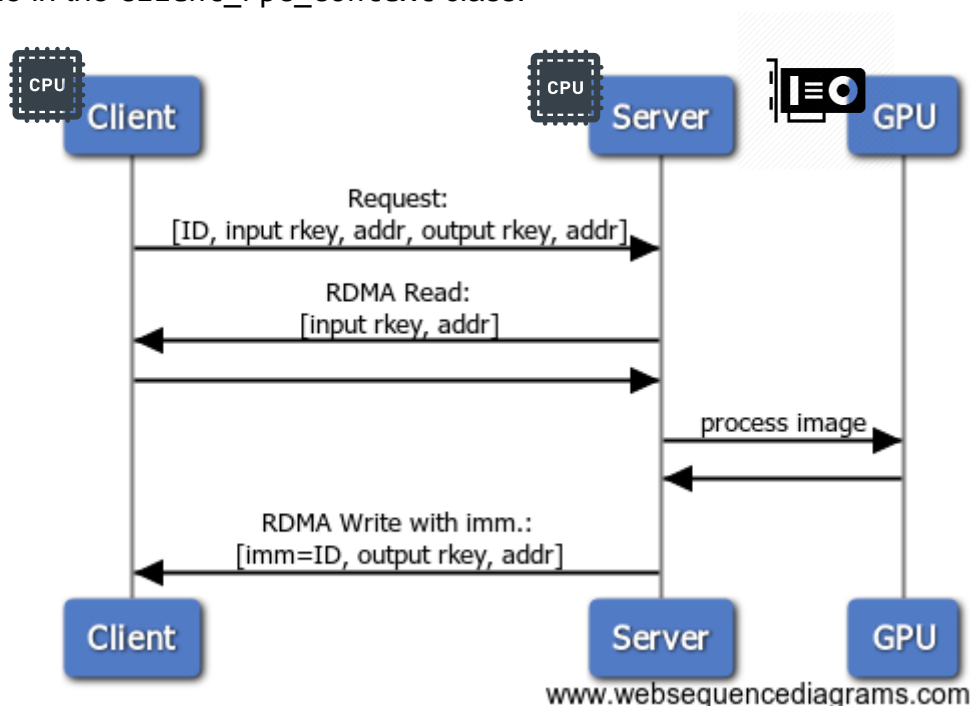 class.
CPU
Client
CPU
Server
GPU
Request:
[ID, input rkey, addr, output rkey, addr]
RDMA Read:
[input rkey, addr]
process image
RDMA Write with imm.:
[imm=ID, output rkey, addr]
Client
Server
GPU
www.websequencediagrams.com